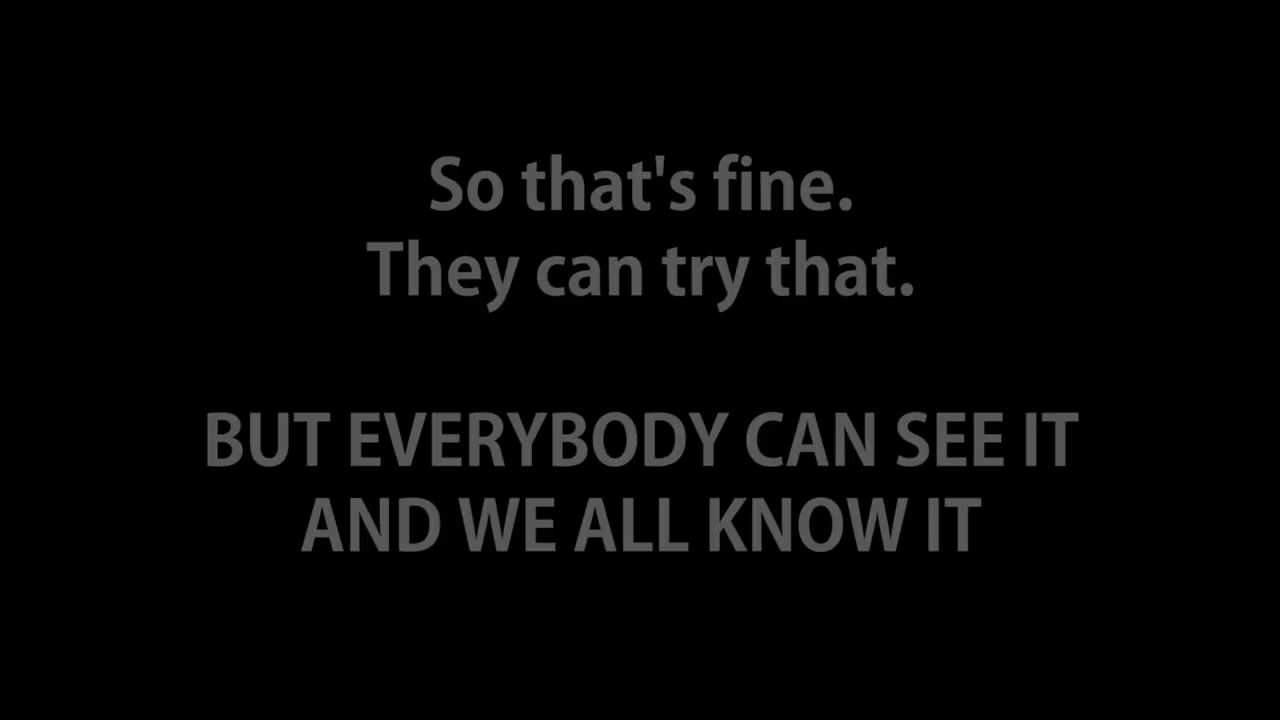 So that's fine.
They can try that.
BUT EVERYBODY CAN SEE IT
AND WE ALL KNOW IT